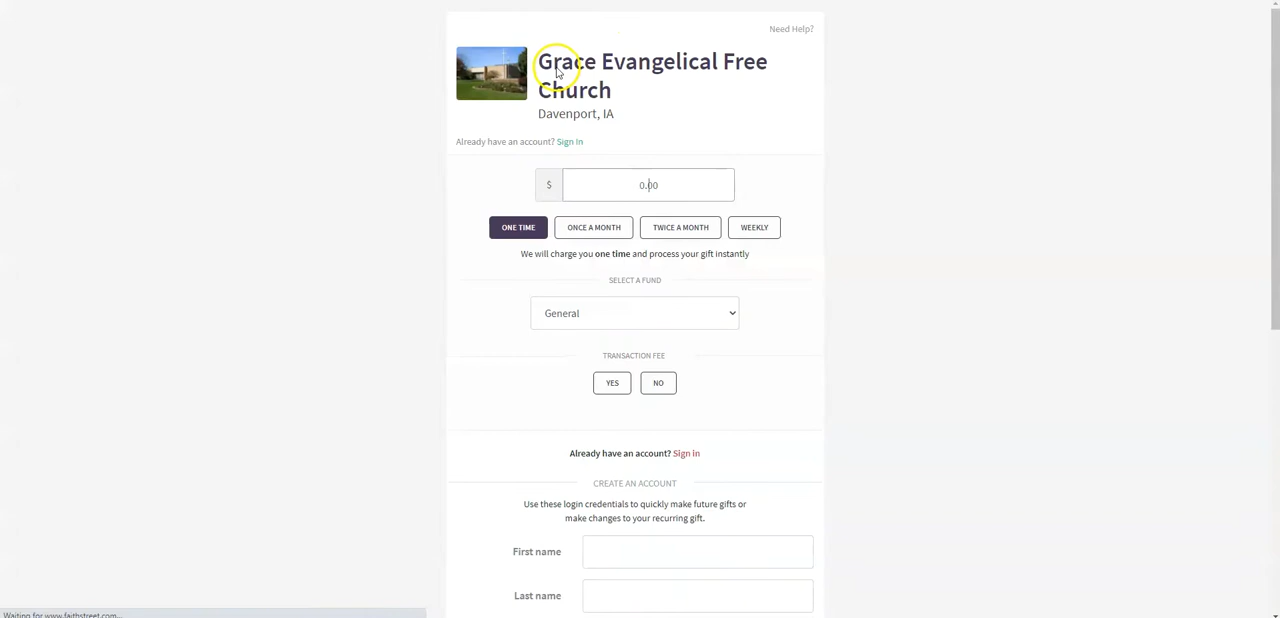 Need Help?
Grace Evangelical Free
Church
Davenport, IA
Already have an account? Sign In
$ 0.00
ONE TIME ONCE A MONTH TWICE A MONTH WEEKLY
We will charge you one time and process your gift instantly
SELECT A FUND
General
TRANSACTION FEE
YES NO
Already have an account? Sign in
CREATE AN ACCOUNT
Use these login credentials to quickly make future gifts or
make changes to your recurring gift.
First name
Last name
Waiting for www.faithstreet.com...